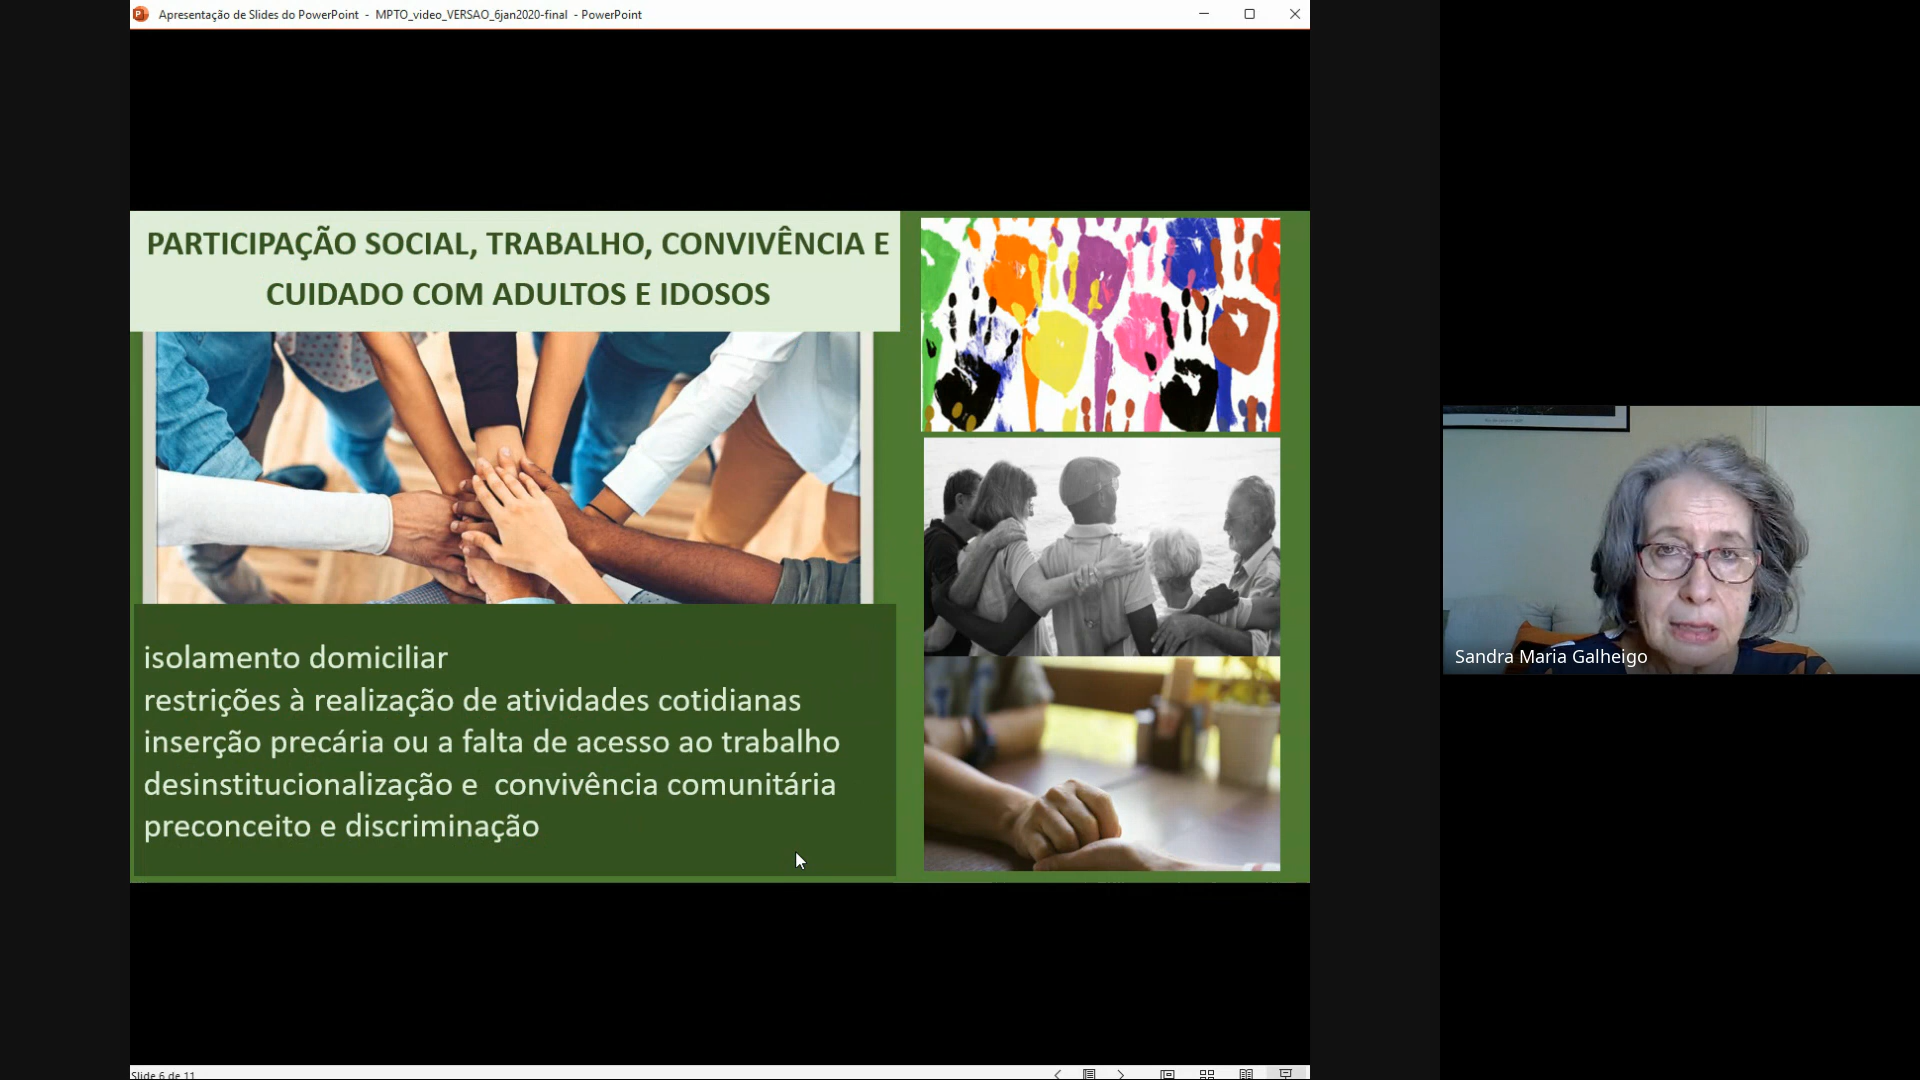 Apresentação de Slides do PowerPoint - MPTO_video_VERSAO_6jan2020-final - PowerPoint
PARTICIPAÇÃO SOCIAL, TRABALHO, CONVIVÊNCIA E
CUIDADO COM ADULTOS E IDOSOS
isolamento domiciliar
restrições à realização de atividades cotidianas
inserção precária ou a falta de acesso ao trabalho
desinstitucionalização e convivência comunitária
preconceito e discriminação
Sandra Maria Galheigo
Slide 6 de 11